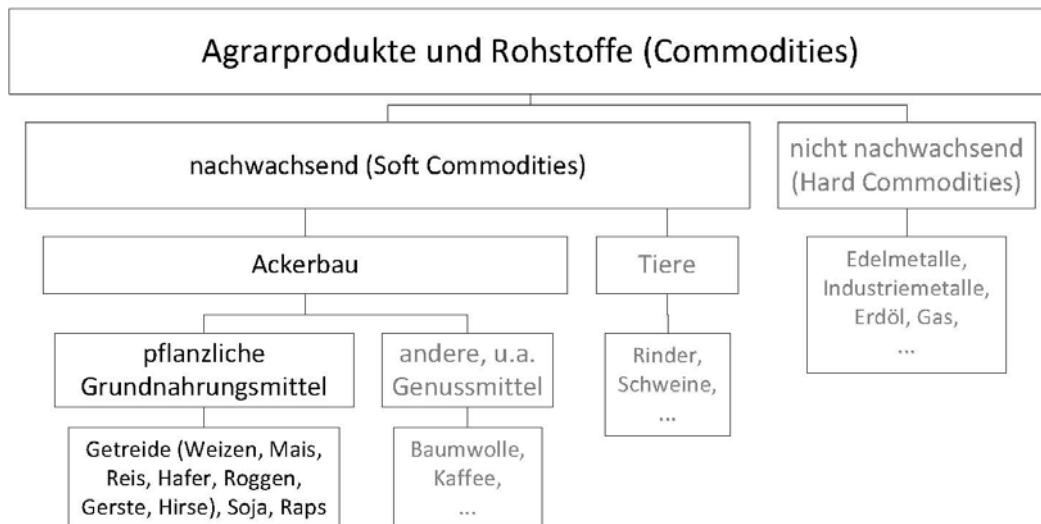 Agrarprodukte und Rohstoffe (Commodities)
nachwachsend (Soft Commodities)
nicht nachwachsend
(Hard Commodities)
Ackerbau
Tiere
Edelmetalle,
Industriemetalle,
Erdöl, Gas,
...
pflanzliche
Grundnahrungsmittel
andere, u.a.
Genussmittel
Rinder,
Schweine,
...
Getreide (Weizen, Mais,
Reis, Hafer, Roggen,
Gerste, Hirse), Soja, Raps
Baumwolle,
Kaffee,
...